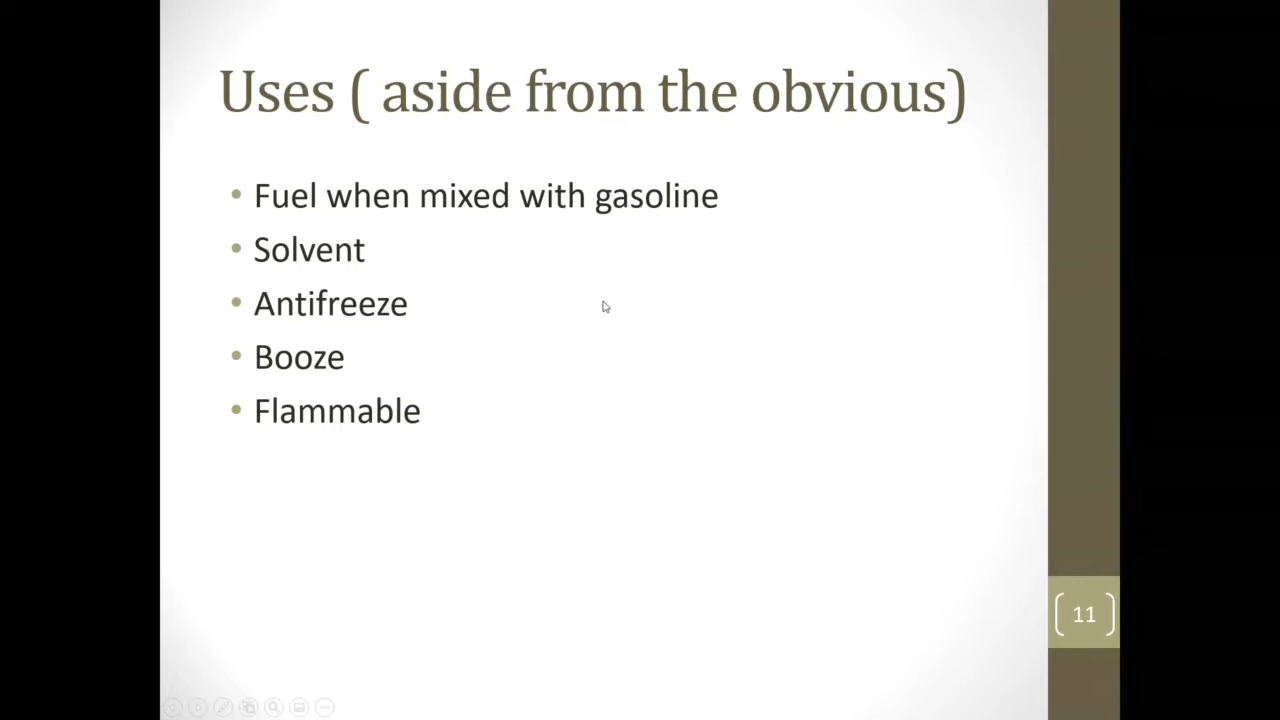 Uses ( aside from the obvious)
• Fuel when mixed with gasoline
• Solvent
• Antifreeze
• Booze
• Flammable
11